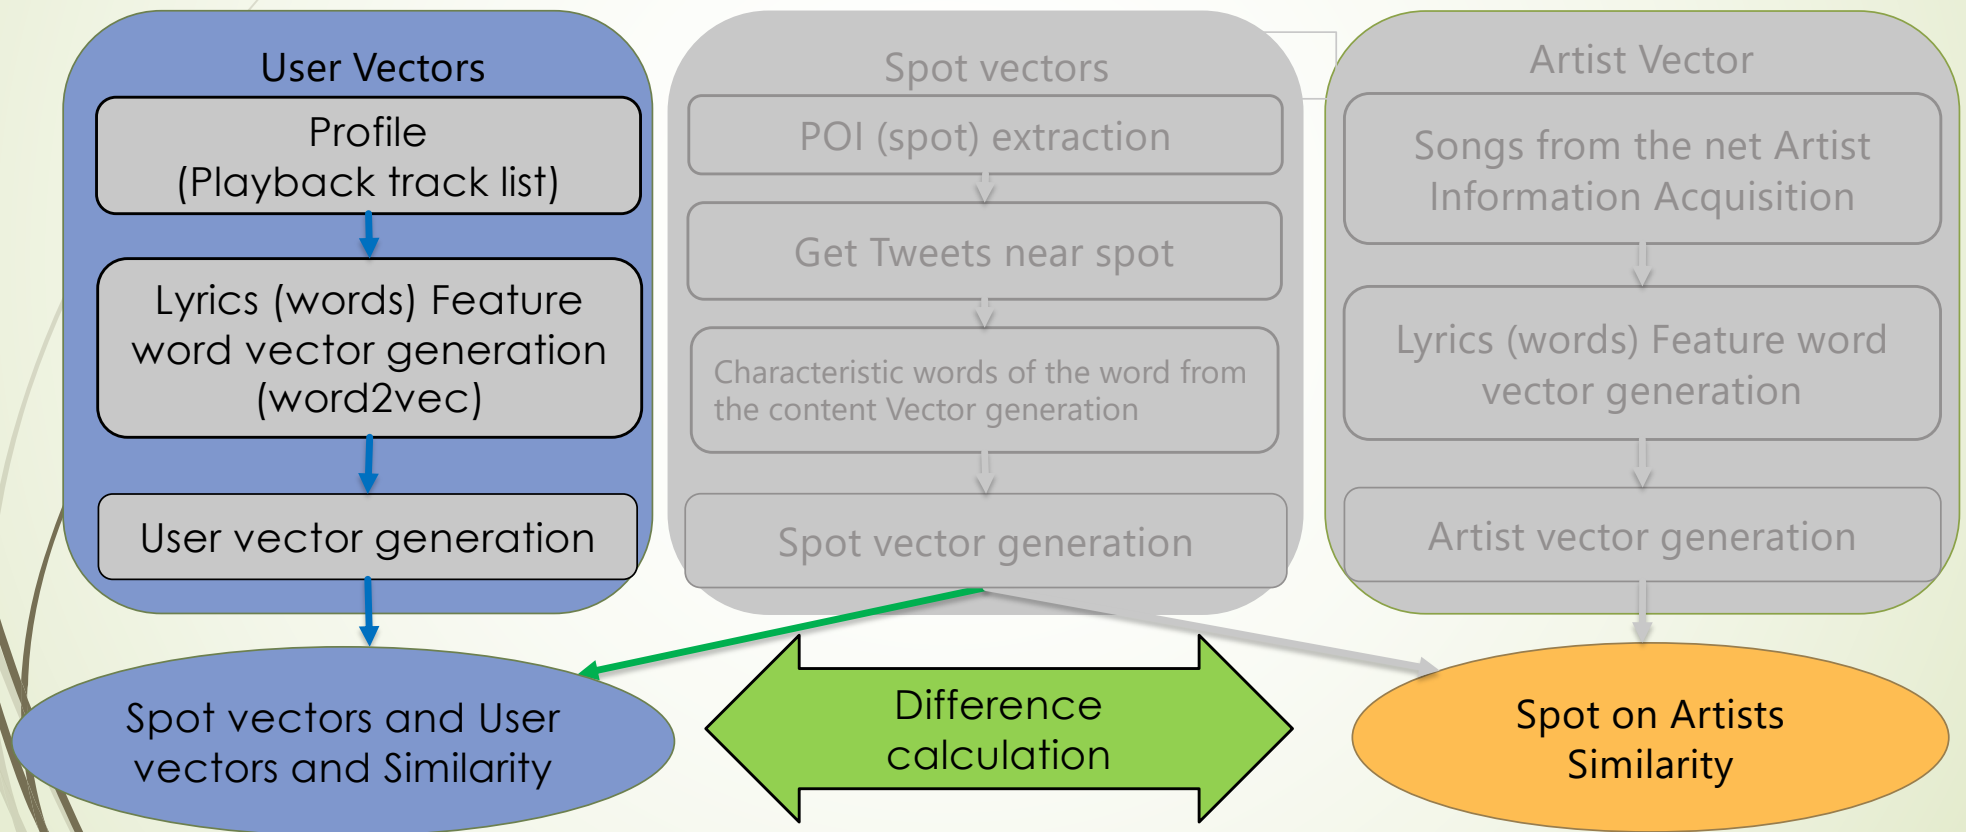 User Vectors
Profile
(Playback track list)
Lyrics (words) Feature
word vector generation
(word2vec)
User vector generation
Spot vectors and User
vectors and Similarity
Spot vectors
POI (spot) extraction
Get Tweets near spot
Characteristic words of the word from
the content Vector generation
Spot vector generation
Difference
calculation
Artist Vector
Songs from the net Artist
Information Acquisition
Lyrics (words) Feature word
vector generation
Artist vector generation
Spot on Artists
Similarity